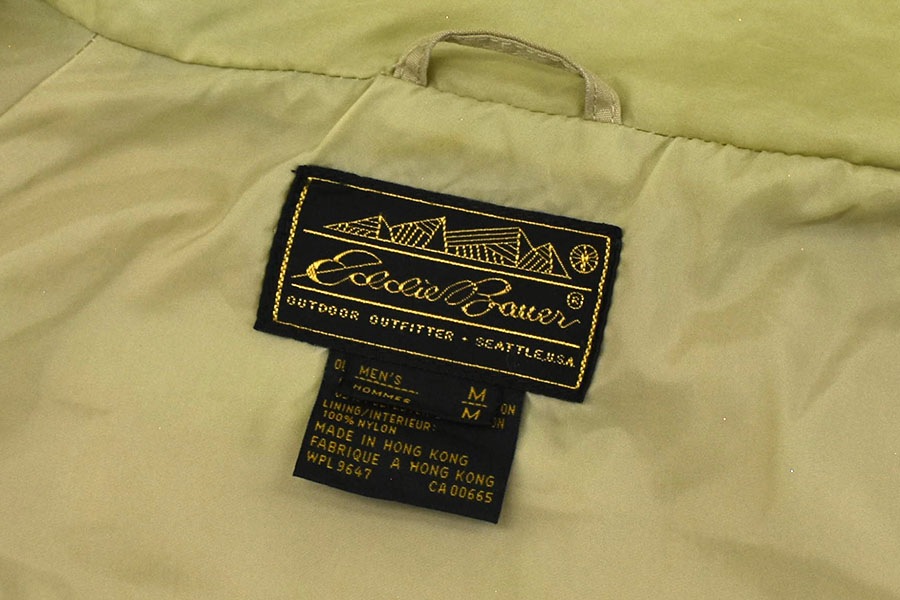 Eddie Bauer®
OUTDOOR OUTFITTER · SEATTLE, U.S.A.
MEN'S M
HOMMES M
LINING/INTERIEUR:
100% NYLON
MADE IN HONG KONG
FABRIQUE A HONG KONG
WPL 9647 CA 00665